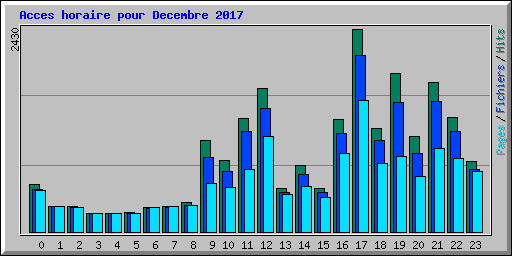 Acces horaire pour Decembre 2017
2430
Pages / Fichiers / Hits
0 1 2 3 4 5 6 7 8 9 10 11 12 13 14 15 16 17 18 19 20 21 22 23